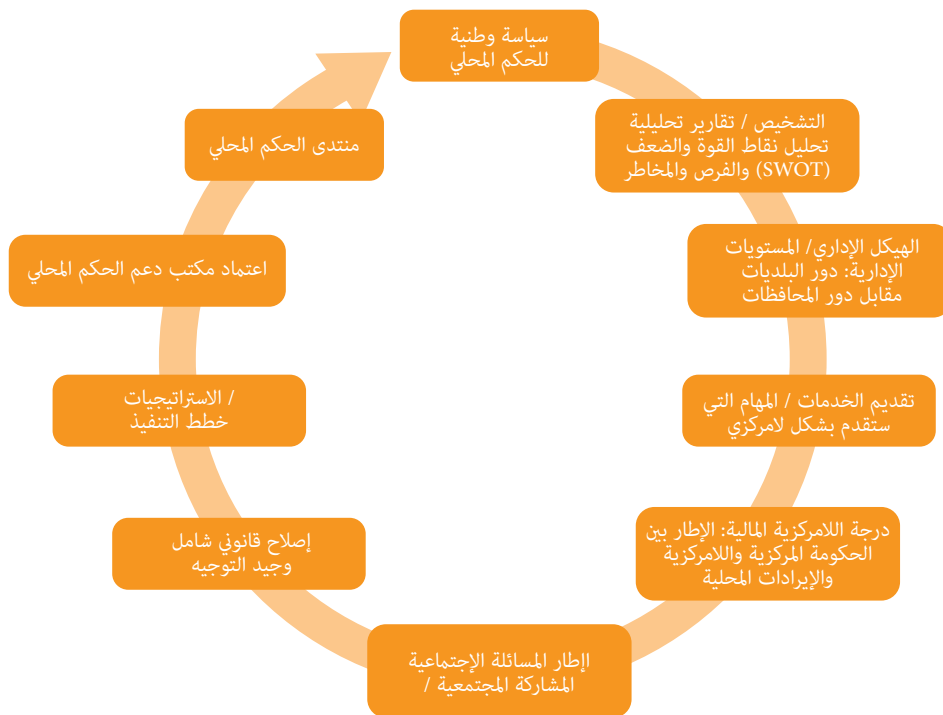 سياسة وطنية
للحكم المحلي
التشخيص / تقارير تحليلية
تحليل نقاط القوة والضعف
والفرص والمخاطر (SWOT)
الهيكل الإداري/ المستويات
الإدارية: دور البلديات
مقابل دور المحافظات
تقديم الخدمات / المهام التي
ستقدم بشكل لامركزي
درجة اللامركزية المالية: الإطار بين
الحكومة المركزية واللامركزية
والإيرادات المحلية
اإطار المسائلة الإجتماعية
المشاركة المجتمعية /
إصلاح قانوني شامل
وجيد التوجيه
الاستراتيجيات /
خطط التنفيذ
اعتماد مكتب دعم الحكم المحلي
منتدى الحكم المحلي